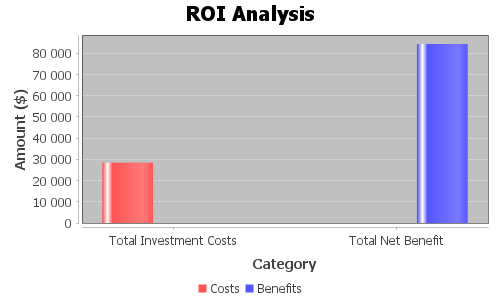 ROI Analysis
Amount ($)
80 000
70 000
60 000
50 000
40 000
30 000
20 000
10 000
0
Total Investment Costs
Total Net Benefit
Category
Costs
Benefits